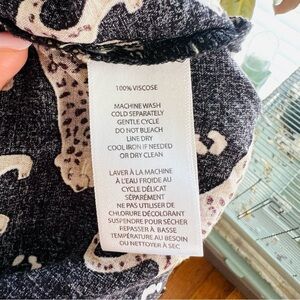 100% VISCOSE
MACHINE WASH
COLD SEPARATELY
GENTLE CYCLE
DO NOT BLEACH
LINE DRY
COOL IRON IF NEEDED
OR DRY CLEAN
LAVER À LA MACHINE
À L'EAU FROIDE AU
CYCLE DÉLICAT
SÉPARÉMENT
NE PAS UTILISER DE
CHLORURE DÉCOLORANT
SUSPENDRE POUR SÉCHER
REPASSER À BASSE
TEMPÉRATURE AU BESOIN
OU NETTOYER À SEC